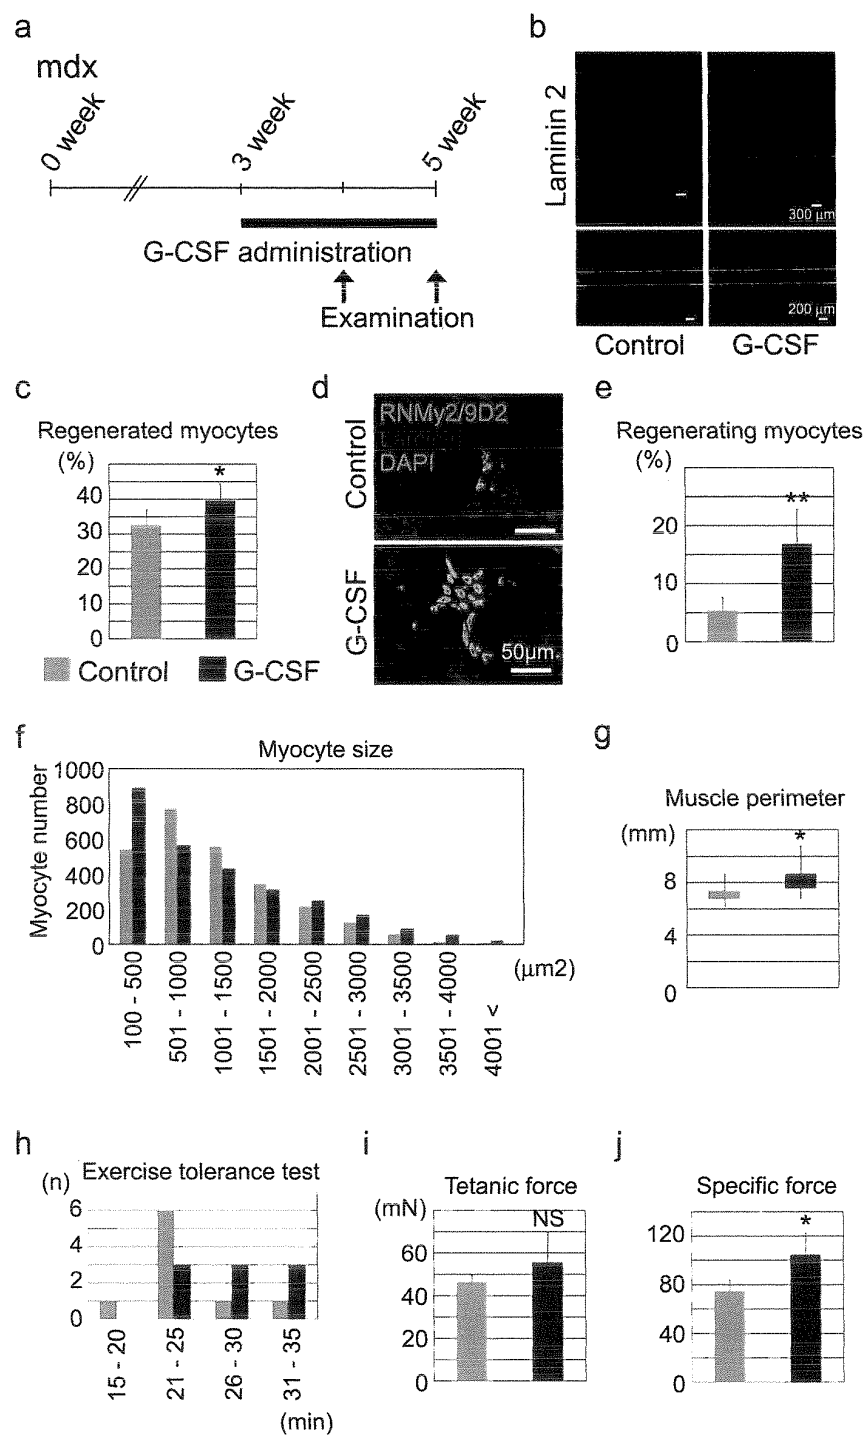 a
mdx
0 week
3 week
5 week
G-CSF administration
Examination
b
Laminin 2
300 μm
200 μm
Control
G-CSF
c
Regenerated myocytes
(%)
*
40
30
20
10
0
Control
G-CSF
d
Control
RNMy2/9D2
DAPI
G-CSF
50μm
e
Regenerating myocytes
(%)
**
20
10
0
f
Myocyte size
Myocyte number
1000
800
600
400
200
0
100 - 500
501 - 1000
1001 - 1500
1501 - 2000
2001 - 2500
2501 - 3000
3001 - 3500
3501 - 4000
4001 <
(μm2)
g
Muscle perimeter
(mm)
*
8
4
0
h
Exercise tolerance test
(n)
6
4
2
0
15 - 20
21 - 25
26 - 30
31 - 35
(min)
i
Tetanic force
(mN)
NS
60
40
20
0
j
Specific force
*
120
80
40
0